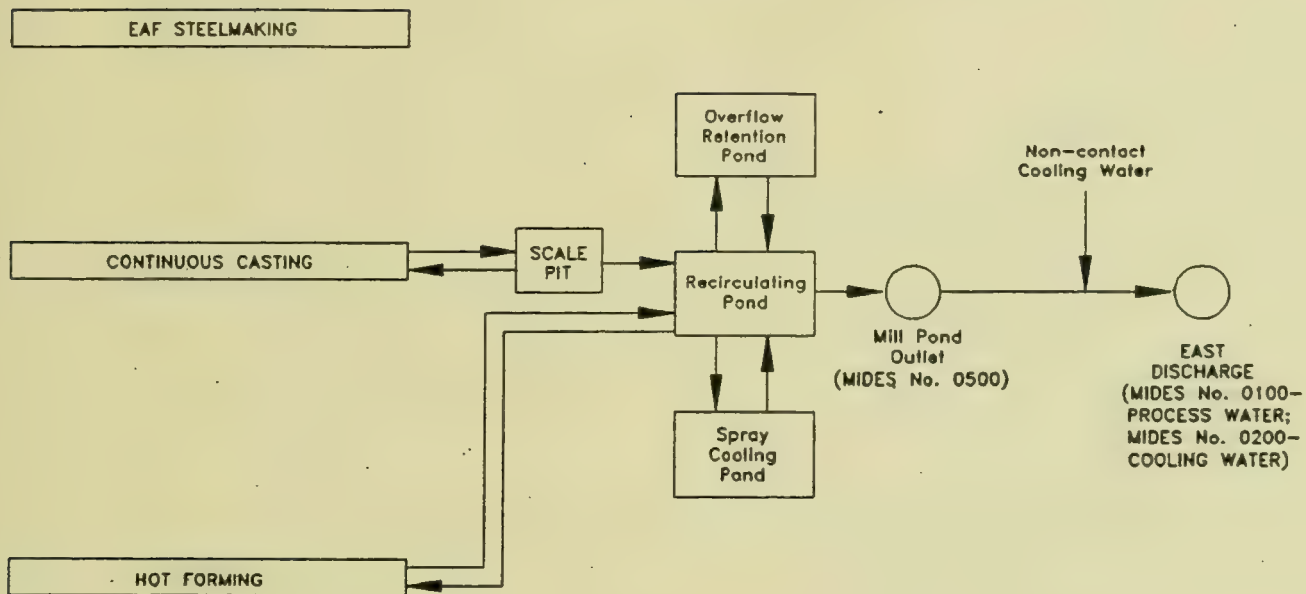 EAF STEELMAKING
Overflow
Retention
Pond
Non-contact
Cooling Water
CONTINUOUS CASTING
SCALE
PIT
Recirculating
Pond
Mill Pond
Outlet
(MIDES No. 0500)
EAST
DISCHARGE
(MIDES No. 0100-
PROCESS WATER;
MIDES No. 0200-
COOLING WATER)
Spray
Cooling
Pond
HOT FORMING